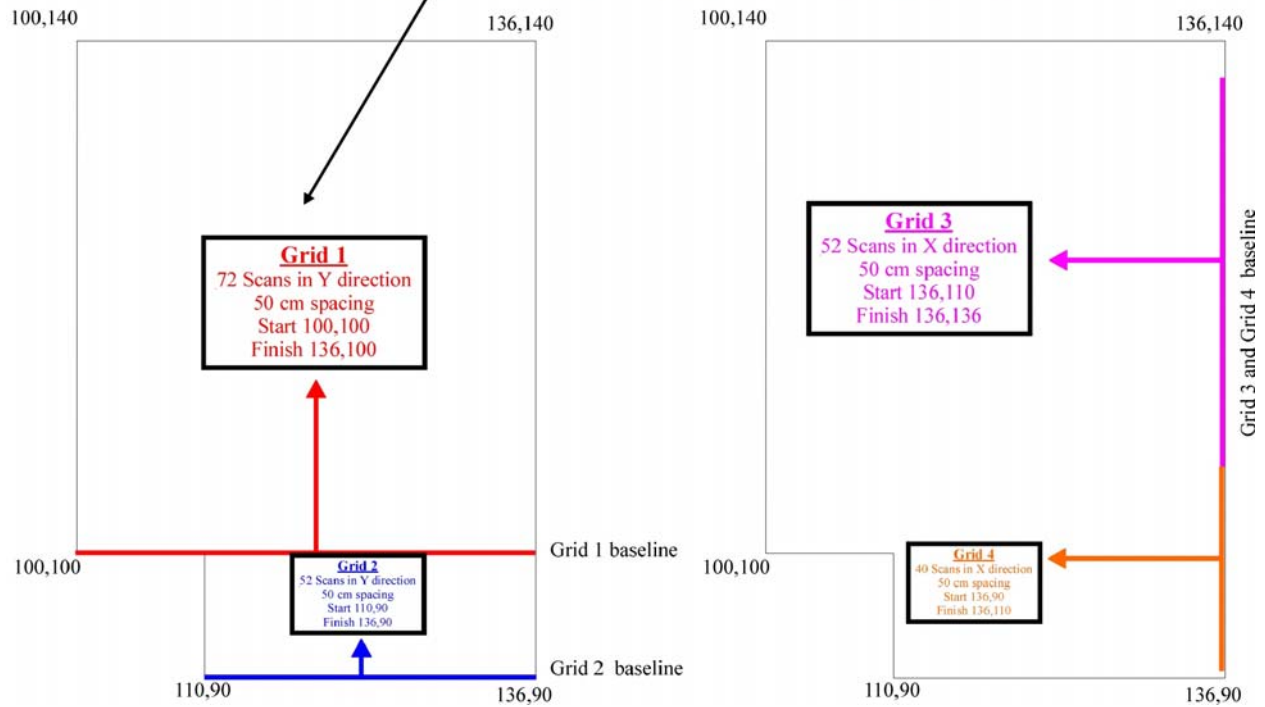 100,140
136,140
Grid 1
72 Scans in Y direction
50 cm spacing
Start 100,100
Finish 136,100
Grid 1 baseline
100,100
Grid 2
52 Scans in Y direction
50 cm spacing
Start 110,90
Finish 136,90
Grid 2 baseline
110,90
136,90
100,140
136,140
Grid 3
52 Scans in X direction
50 cm spacing
Start 136,110
Finish 136,136
Grid 3 and Grid 4 baseline
100,100
Grid 4
40 Scans in X direction
50 cm spacing
Start 136,90
Finish 136,110
110,90
136,90